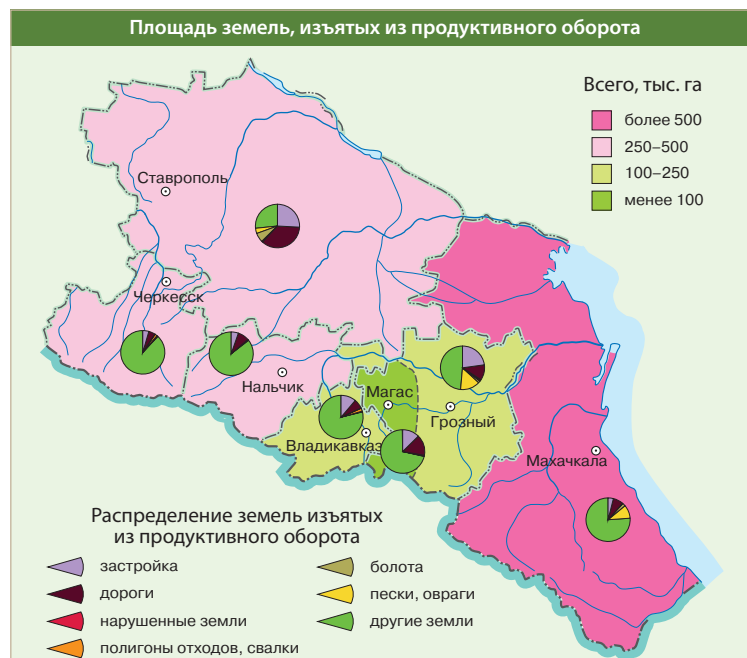 Площадь земель, изъятых из продуктивного оборота
Всего, тыс. га
более 500
250–500
100–250
менее 100
Ставрополь
Черкесск
Нальчик
Магас
Грозный
Владикавказ
Махачкала
Распределение земель изъятых
из продуктивного оборота
застройка
дороги
нарушенные земли
полигоны отходов, свалки
болота
пески, овраги
другие земли